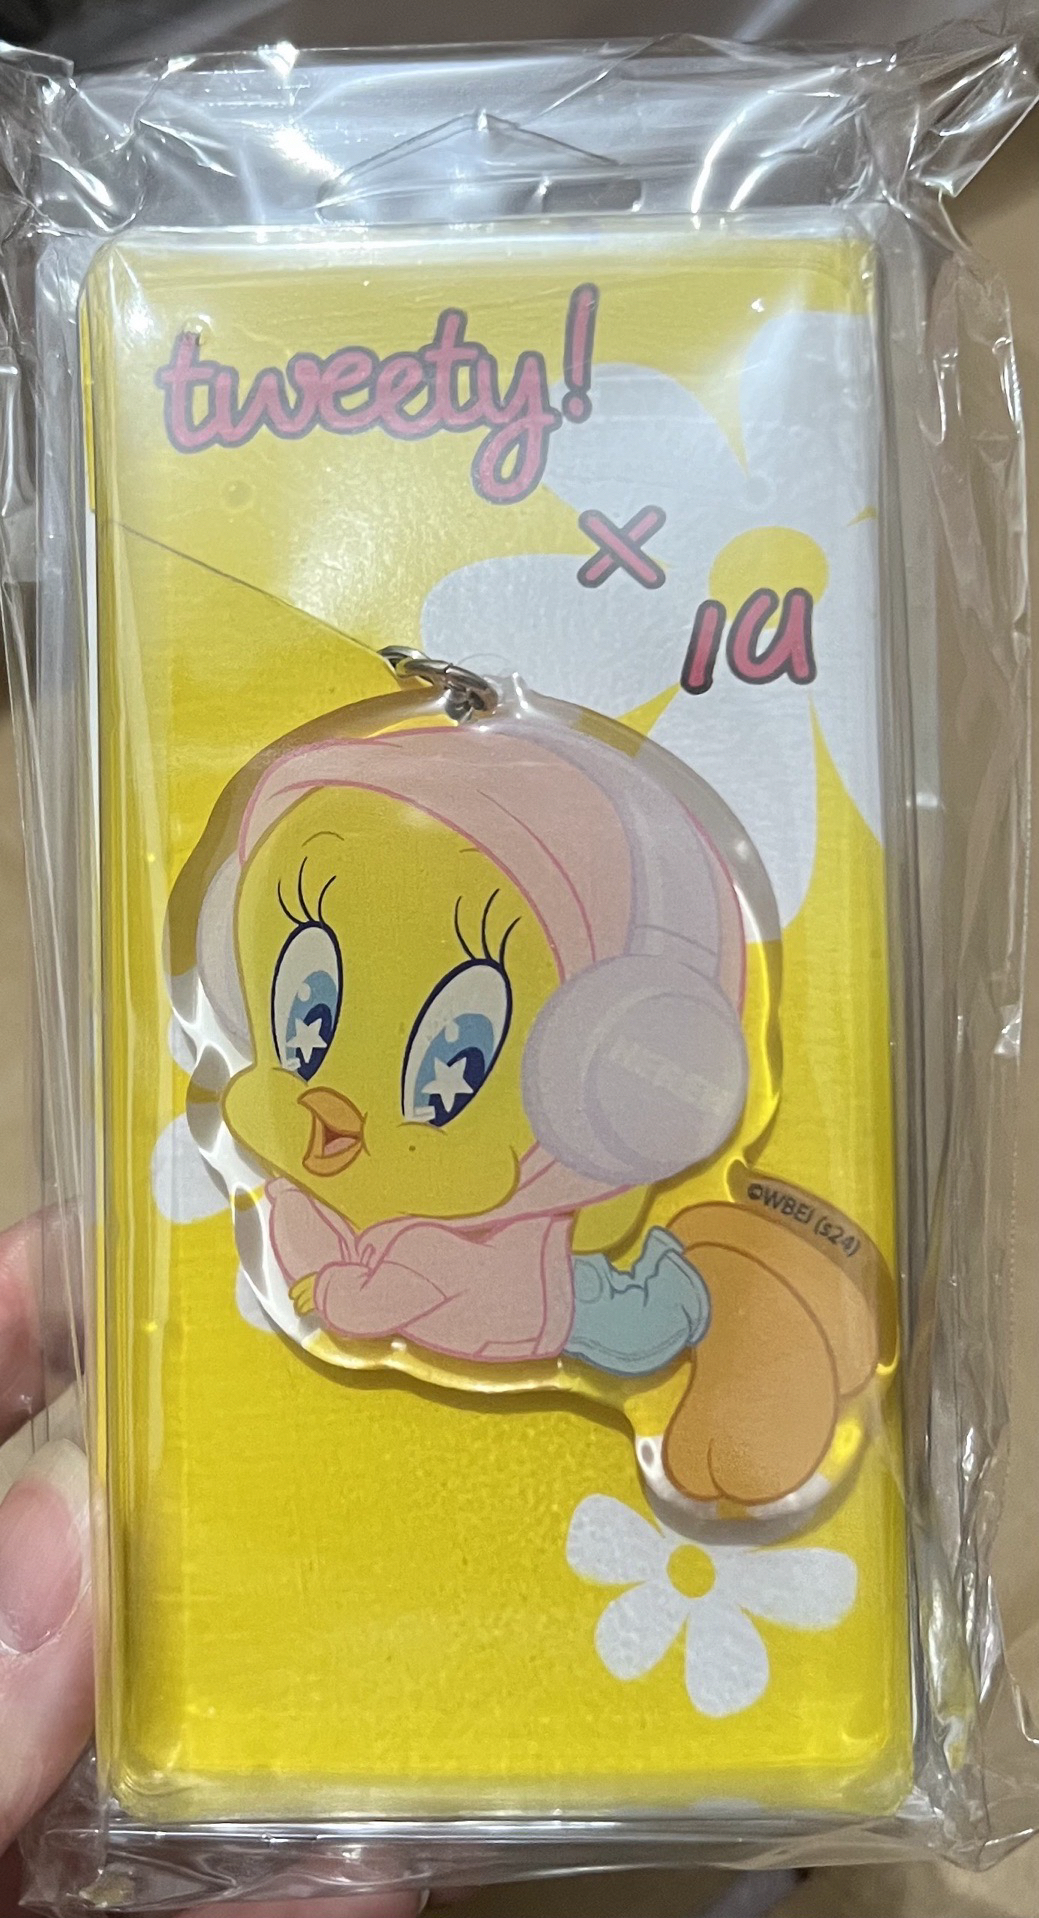 tweety!
x
IU
©WBEI (s24)